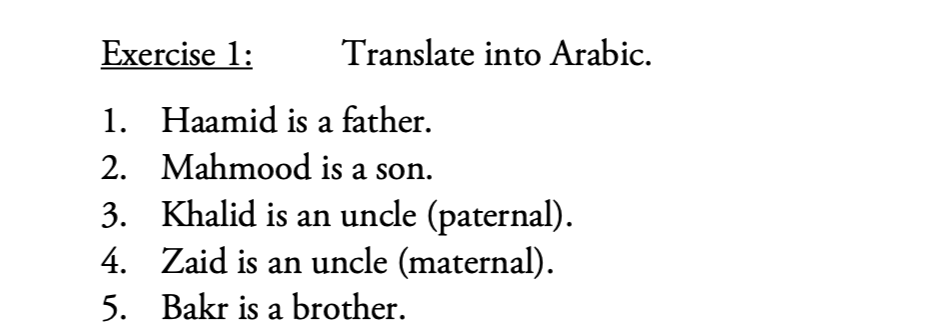 Exercise 1: Translate into Arabic.
1. Haamid is a father.
2. Mahmood is a son.
3. Khalid is an uncle (paternal).
4. Zaid is an uncle (maternal).
5. Bakr is a brother.